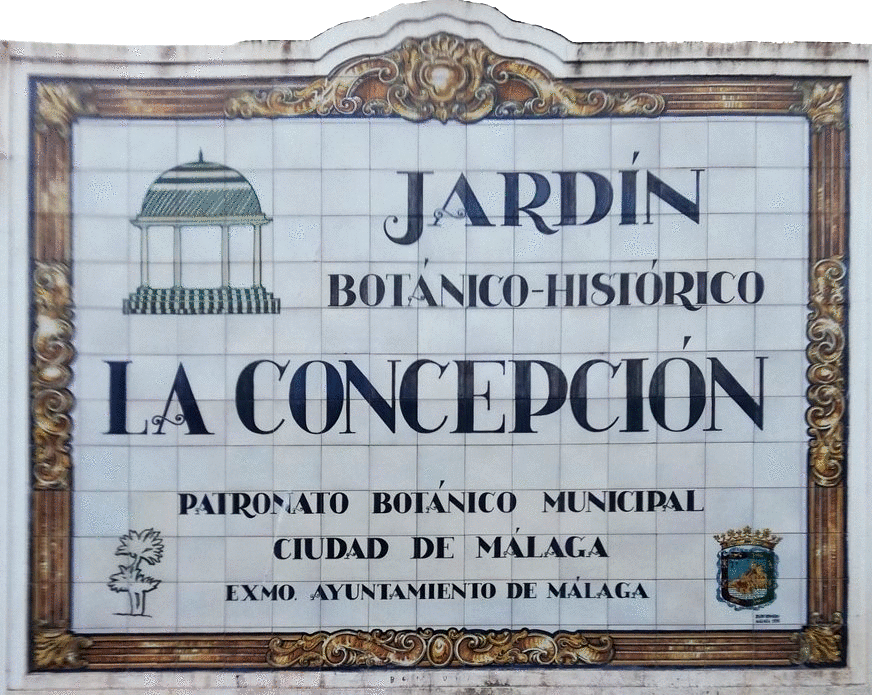 JARDÍN
BOTÁNICO-HISTÓRICO
LA CONCEPCIÓN
PATRONATO BOTÁNICO MUNICIPAL
CIUDAD DE MÁLAGA
EXMO. AYUNTAMIENTO DE MÁLAGA